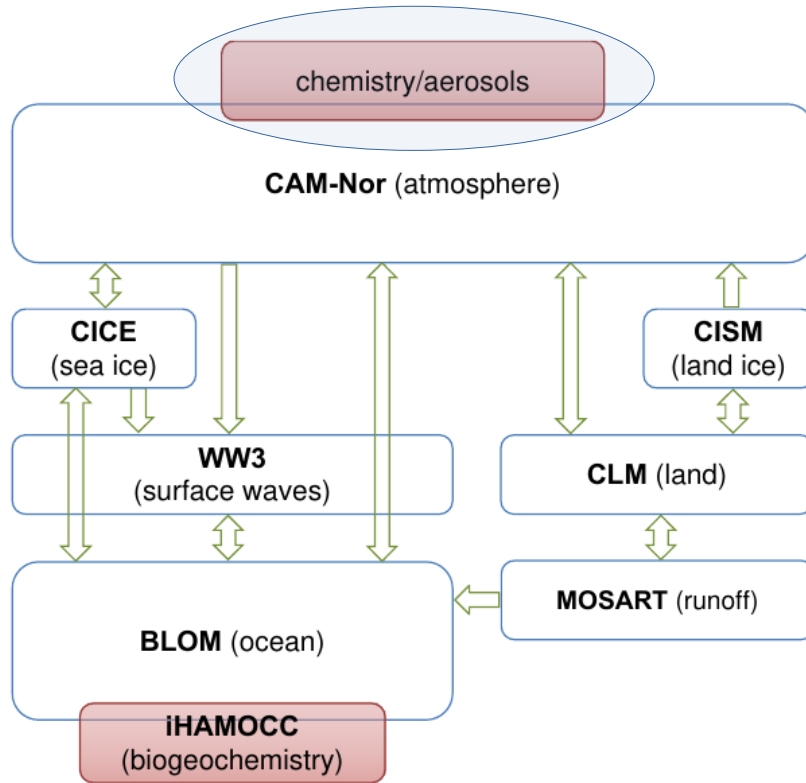 chemistry/aerosols
CAM-Nor (atmosphere)
CICE
(sea ice)
CISM
(land ice)
WW3
(surface waves)
CLM (land)
MOSART (runoff)
BLOM (ocean)
iHAMOCC
(biogeochemistry)